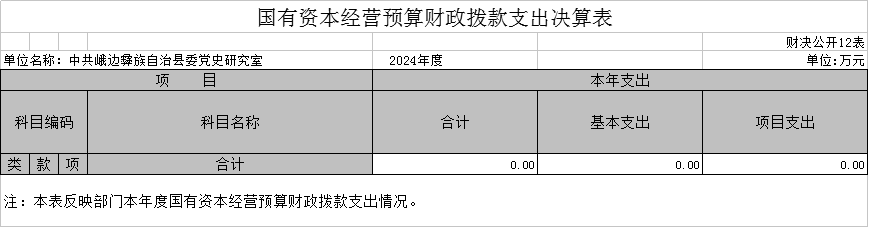 国有资本经营预算财政拨款支出决算表
财决公开12表
单位名称：中共峨边彝族自治县委党史研究室 2024年度 单位:万元
项 目 本年支出
科目编码 科目名称 合计 基本支出 项目支出
类 款 项 合计 0.00 0.00 0.00
注：本表反映部门本年度国有资本经营预算财政拨款支出情况。